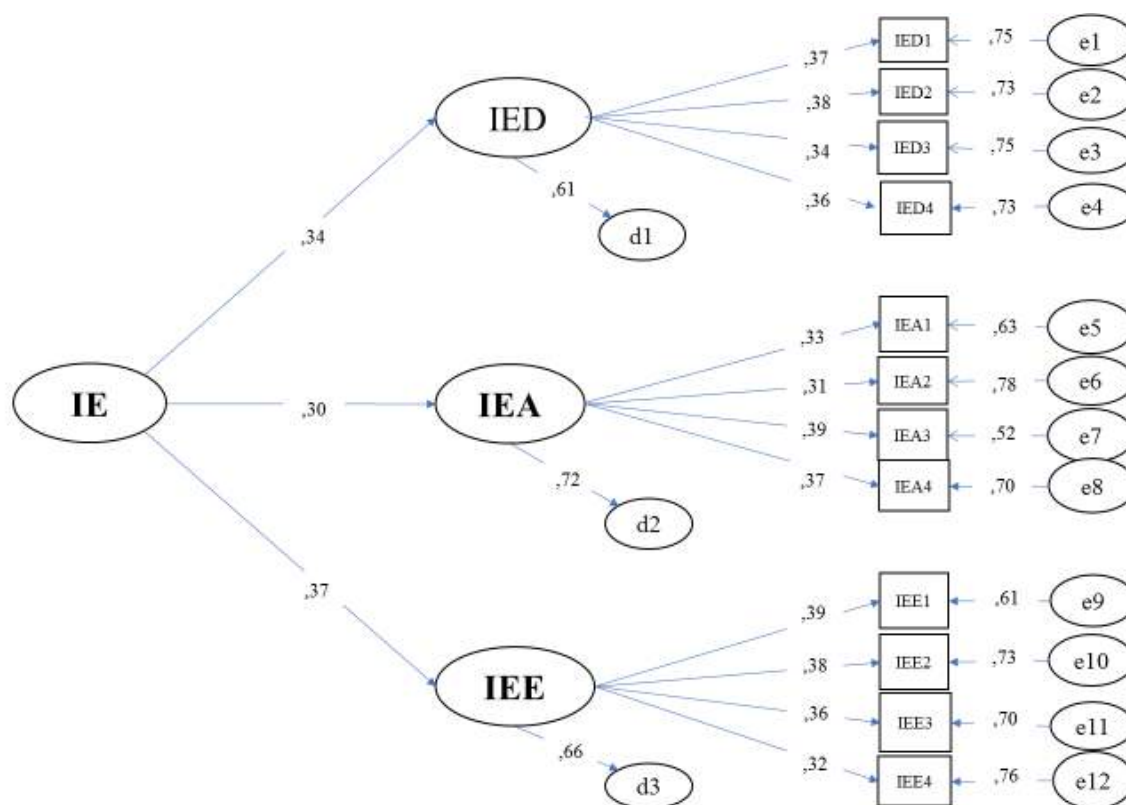 IED1
,75
e1
,37
IED2
,73
e2
,38
IED
IED3
,75
e3
,34
IED4
,73
e4
,36
,61
d1
,34
IEA1
,63
e5
,33
IEA2
,78
e6
,31
IE
,30
IEA
IEA3
,52
e7
,39
IEA4
,70
e8
,37
,72
d2
,37
IEE1
,61
e9
,39
IEE2
,73
e10
,38
IEE
IEE3
,70
e11
,36
IEE4
,76
e12
,32
,66
d3